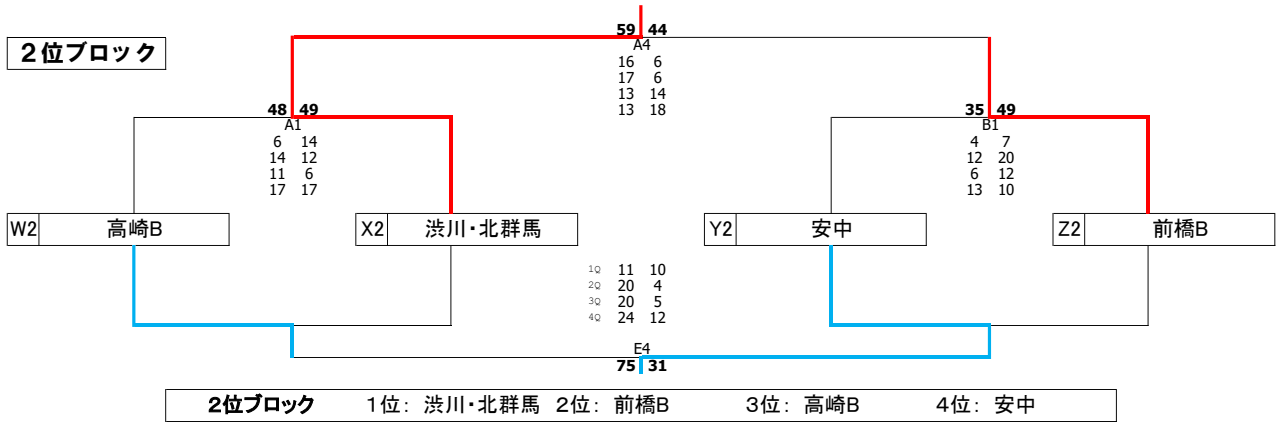 ２位ブロック
59 44
A4
16 6
17 6
13 14
13 18
48 49
A1
6 14
14 12
11 6
17 17
35 49
B1
4 7
12 20
6 12
13 10
W2 高崎B
X2 渋川・北群馬
Y2 安中
Z2 前橋B
1Q 11 10
2Q 20 4
3Q 20 5
4Q 24 12
E4
75 31
2位ブロック 1位： 渋川・北群馬 2位： 前橋B 3位： 高崎B 4位： 安中